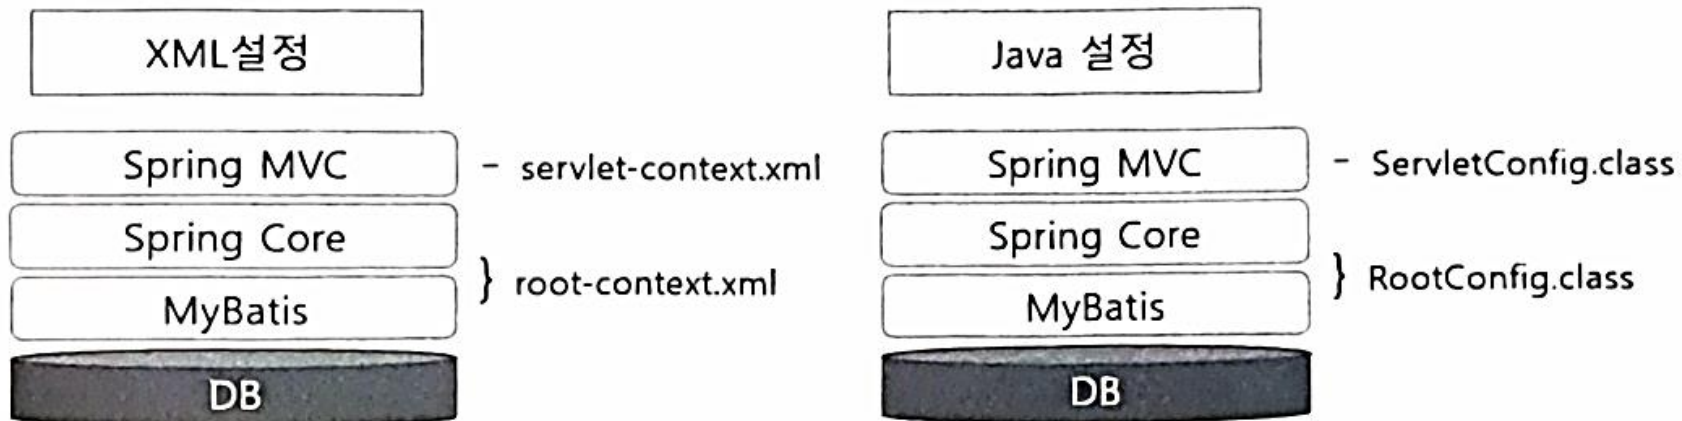 XML설정
Spring MVC - servlet-context.xml
Spring Core
} root-context.xml
MyBatis
DB
Java 설정
Spring MVC - ServletConfig.class
Spring Core
} RootConfig.class
MyBatis
DB